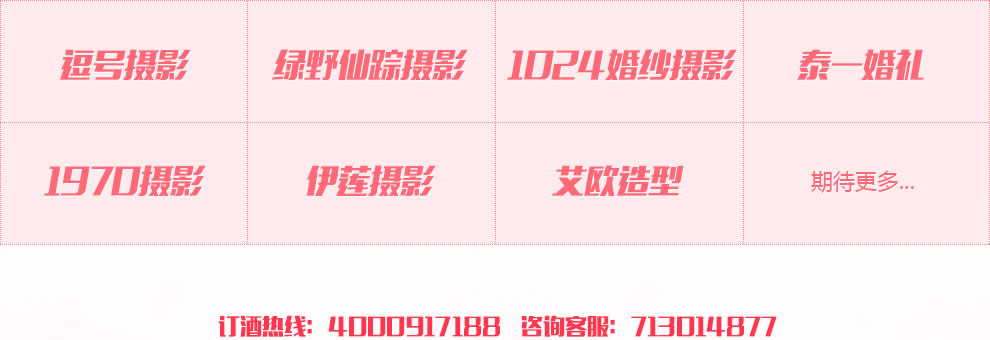 逗号摄影 绿野仙踪摄影 1024婚纱摄影 泰一婚礼
1970摄影 伊莲摄影 艾欧造型 期待更多...
订酒热线：4000917188 咨询客服：713014877